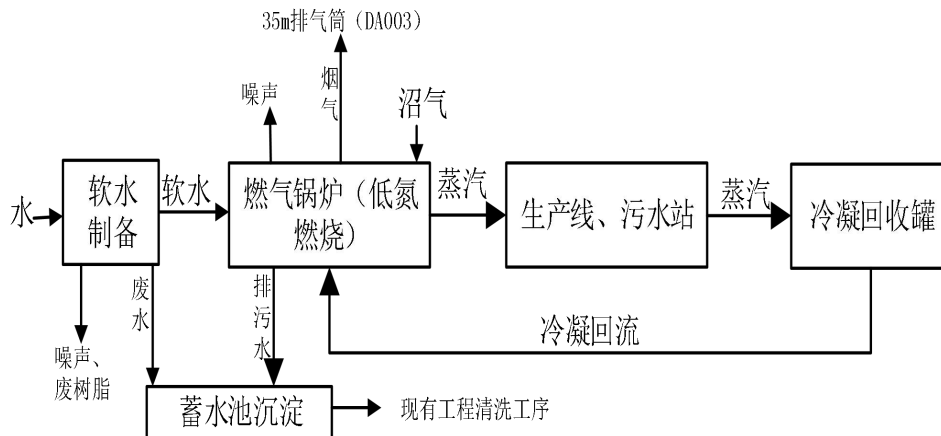 35m排气筒（DA003）
烟气
噪声
沼气
水
软水
制备
软水
燃气锅炉（低氮
燃烧）
蒸汽
生产线、污水站
蒸汽
冷凝回收罐
废水
排污水
冷凝回流
噪声、
废树脂
蓄水池沉淀
现有工程清洗工序